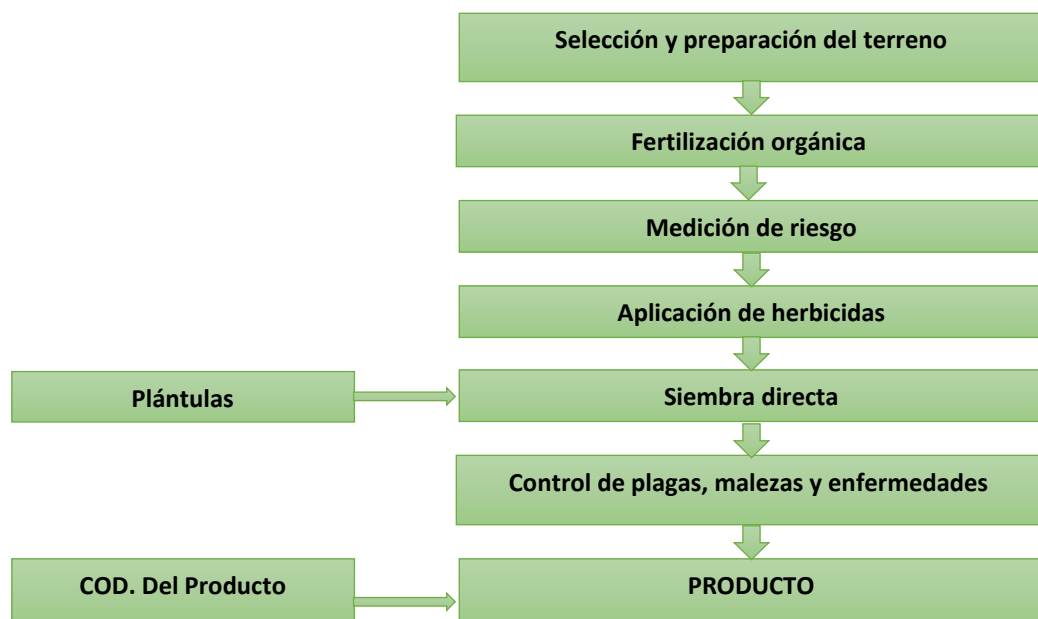 Selección y preparación del terreno
Fertilización orgánica
Medición de riesgo
Aplicación de herbicidas
Plántulas
Siembra directa
Control de plagas, malezas y enfermedades
COD. Del Producto
PRODUCTO